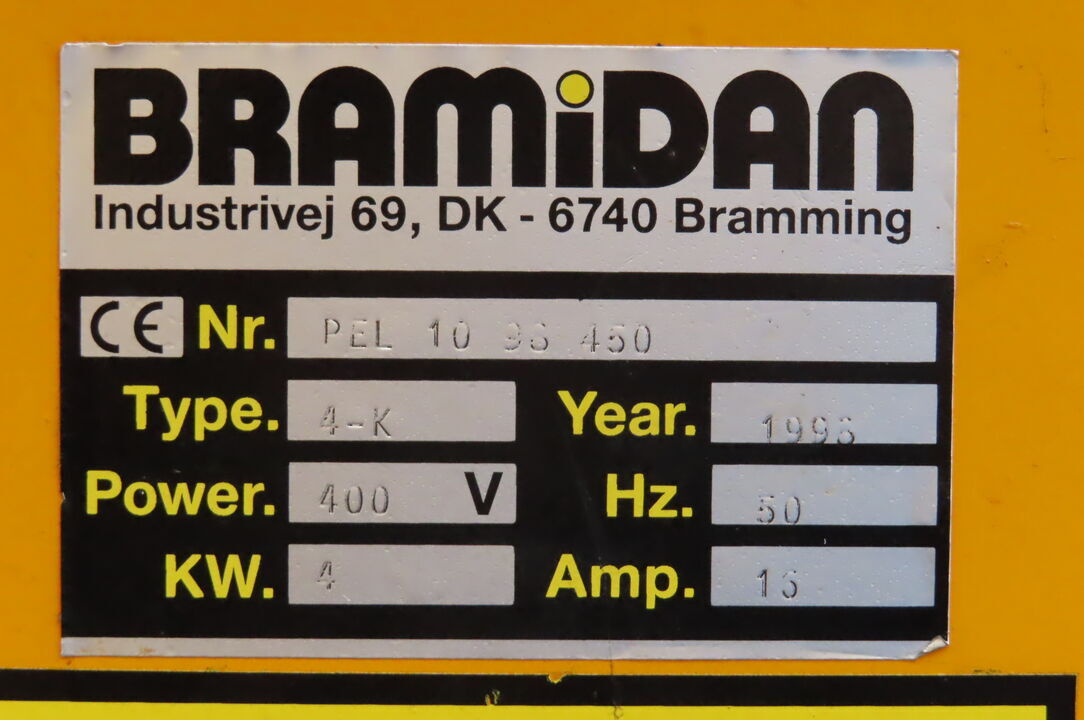 BRAMiDAN
Industrivej 69, DK - 6740 Bramming
CE Nr. PEL 10 96 450
Type. 4-K Year. 1996
Power. 400 V Hz. 50
KW. 4 Amp. 16